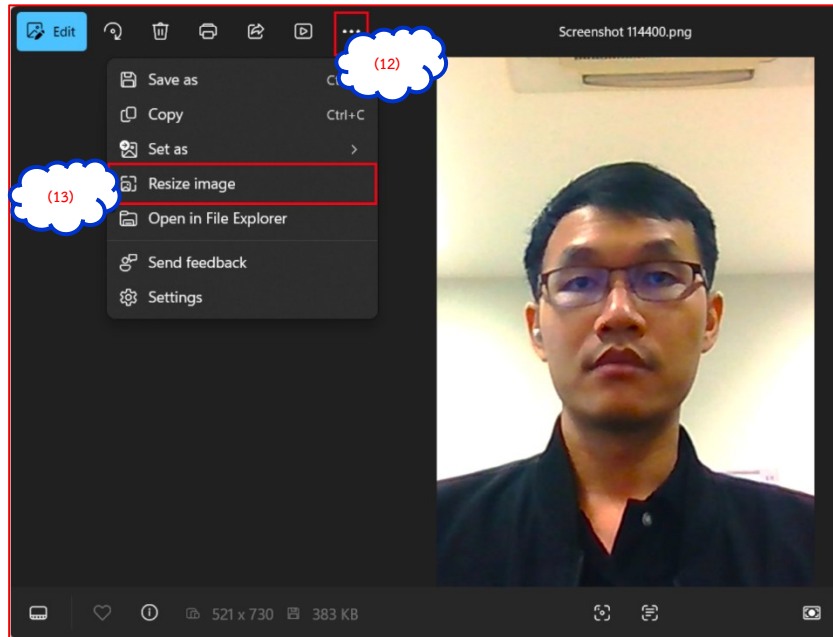 Edit
Screenshot 114400.png
(12)
Save as
Copy Ctrl+C
Set as
(13)
Resize image
Open in File Explorer
Send feedback
Settings
521 x 730 383 KB